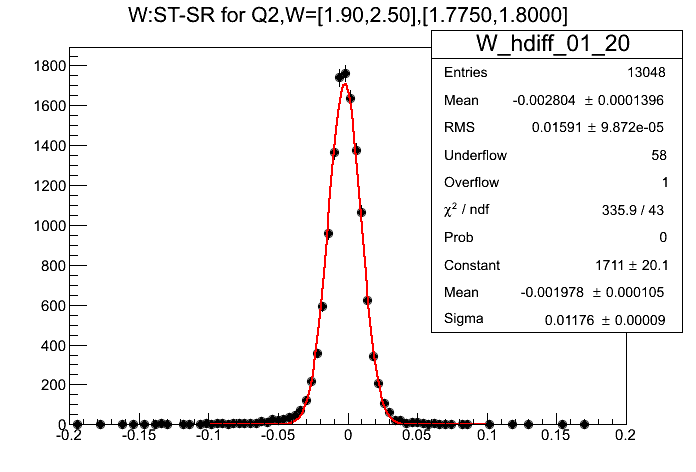 W:ST-SR for Q2,W=[1.90,2.50],[1.7750,1.8000]
W_hdiff_01_20
Entries 13048
Mean -0.002804 ± 0.0001396
RMS 0.01591 ± 9.872e-05
Underflow 58
Overflow 1
χ² / ndf 335.9 / 43
Prob 0
Constant 1711 ± 20.1
Mean -0.001978 ± 0.000105
Sigma 0.01176 ± 0.00009
1800
1600
1400
1200
1000
800
600
400
200
0
-0.2 -0.15 -0.1 -0.05 0 0.05 0.1 0.15 0.2